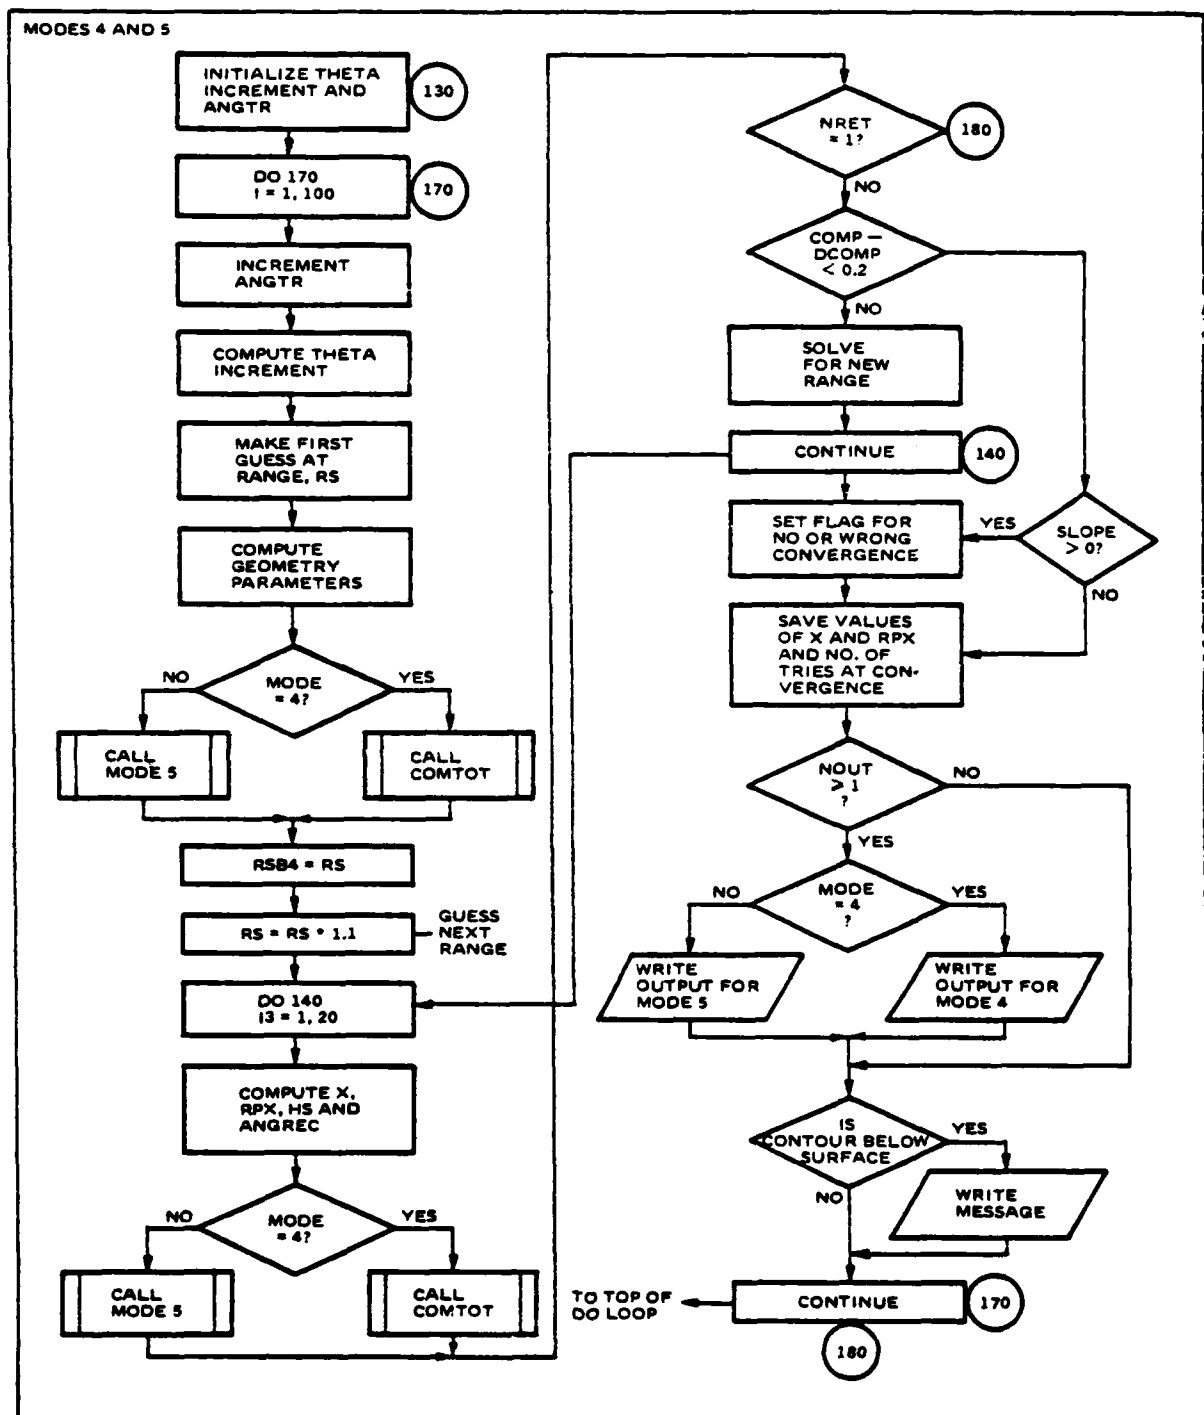 MODES 4 AND 5
INITIALIZE THETA
INCREMENT AND
ANGTR
130
DO 170
I = 1, 100
170
INCREMENT
ANGTR
COMPUTE THETA
INCREMENT
MAKE FIRST
GUESS AT
RANGE, RS
COMPUTE
GEOMETRY
PARAMETERS
NO
MODE
= 4?
YES
CALL
MODE 5
CALL
COMTOT
RSB4 = RS
RS = RS * 1.1
GUESS
NEXT
RANGE
DO 140
I3 = 1, 20
COMPUTE X,
RPX, HS AND
ANGREC
NO
MODE
= 4?
YES
CALL
MODE 5
CALL
COMTOT
NRET
= 1?
180
NO
COMP —
DCOMP
< 0.2
NO
SOLVE
FOR NEW
RANGE
CONTINUE
140
SET FLAG FOR
NO OR WRONG
CONVERGENCE
YES
SLOPE
> 0?
NO
SAVE VALUES
OF X AND RPX
AND NO. OF
TRIES AT CON-
VERGENCE
NOUT
≥ 1
?
NO
YES
NO
MODE
= 4
?
YES
WRITE
OUTPUT FOR
MODE 5
WRITE
OUTPUT FOR
MODE 4
IS
CONTOUR BELOW
SURFACE
YES
NO
WRITE
MESSAGE
TO TOP OF
DO LOOP
CONTINUE
170
180